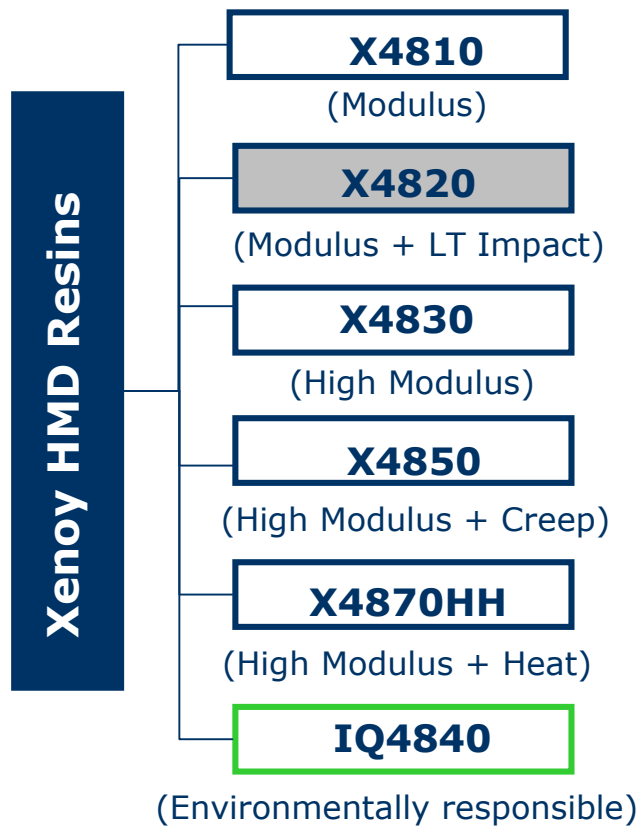 Xenoy HMD Resins
X4810
(Modulus)
X4820
(Modulus + LT Impact)
X4830
(High Modulus)
X4850
(High Modulus + Creep)
X4870HH
(High Modulus + Heat)
IQ4840
(Environmentally responsible)